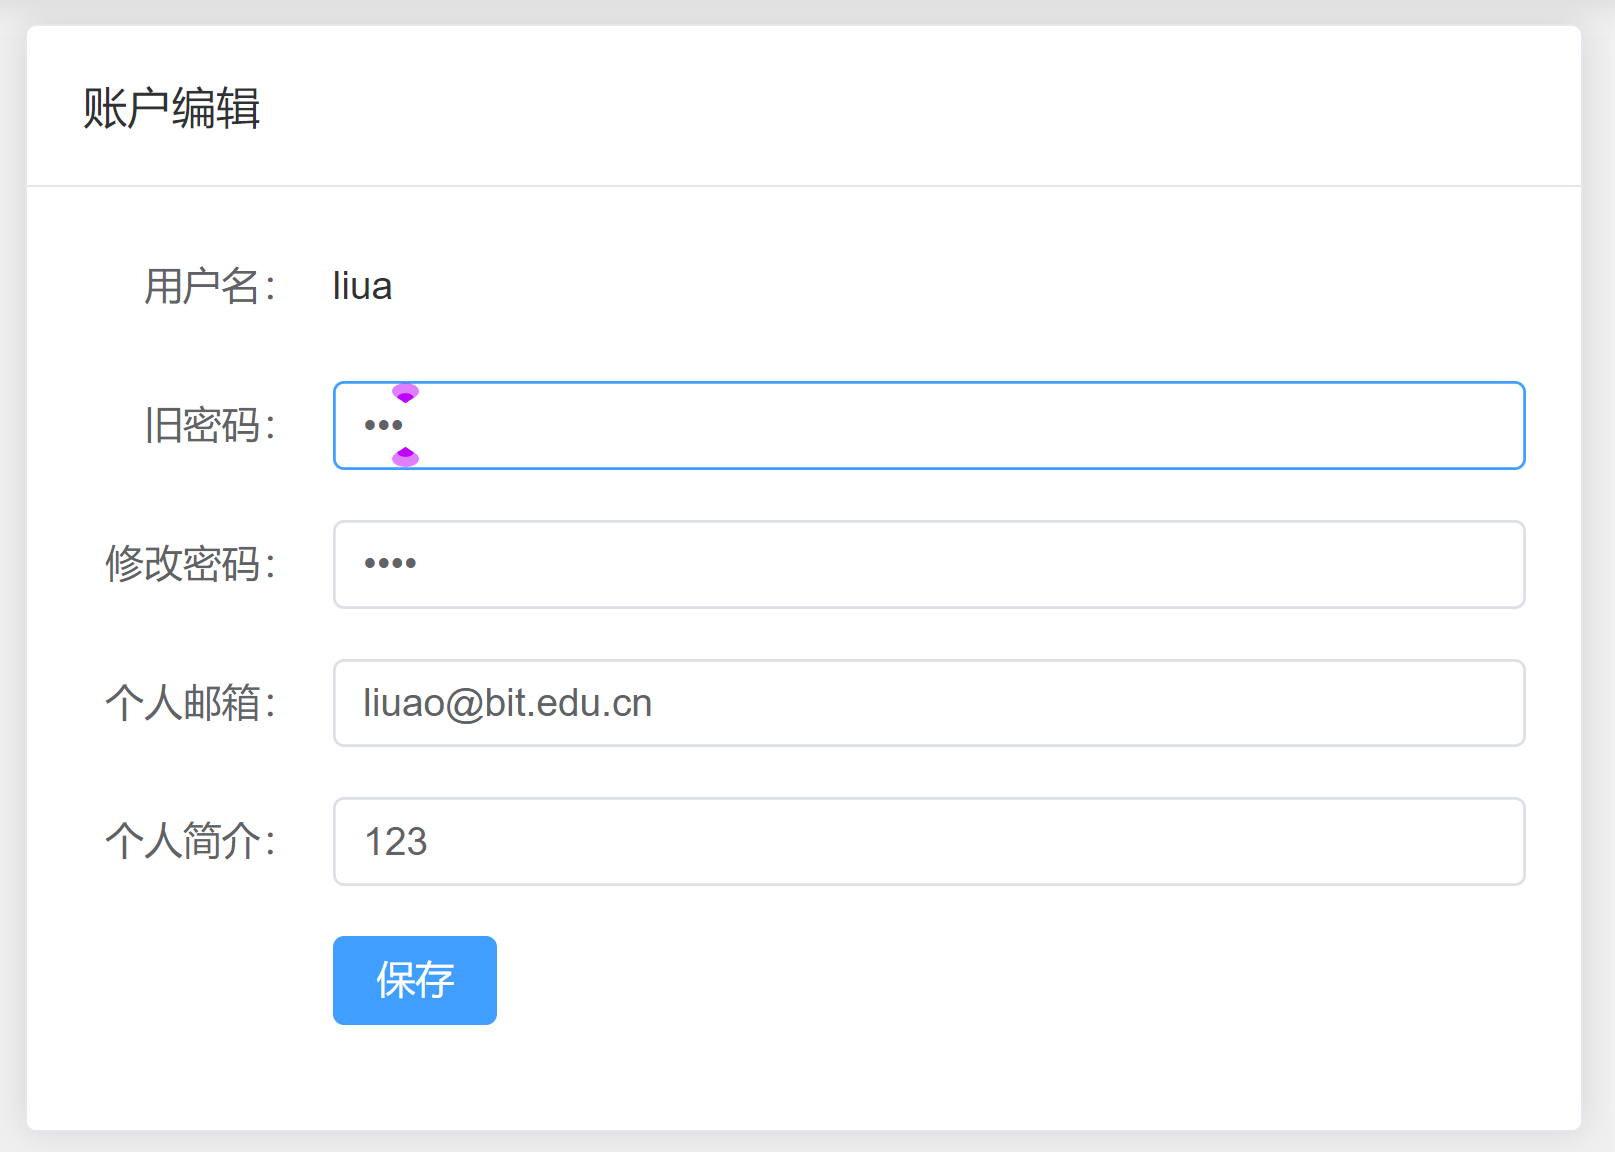 账户编辑
用户名： liua
旧密码： •••
修改密码： ••••
个人邮箱： liuao@bit.edu.cn
个人简介： 123
保存